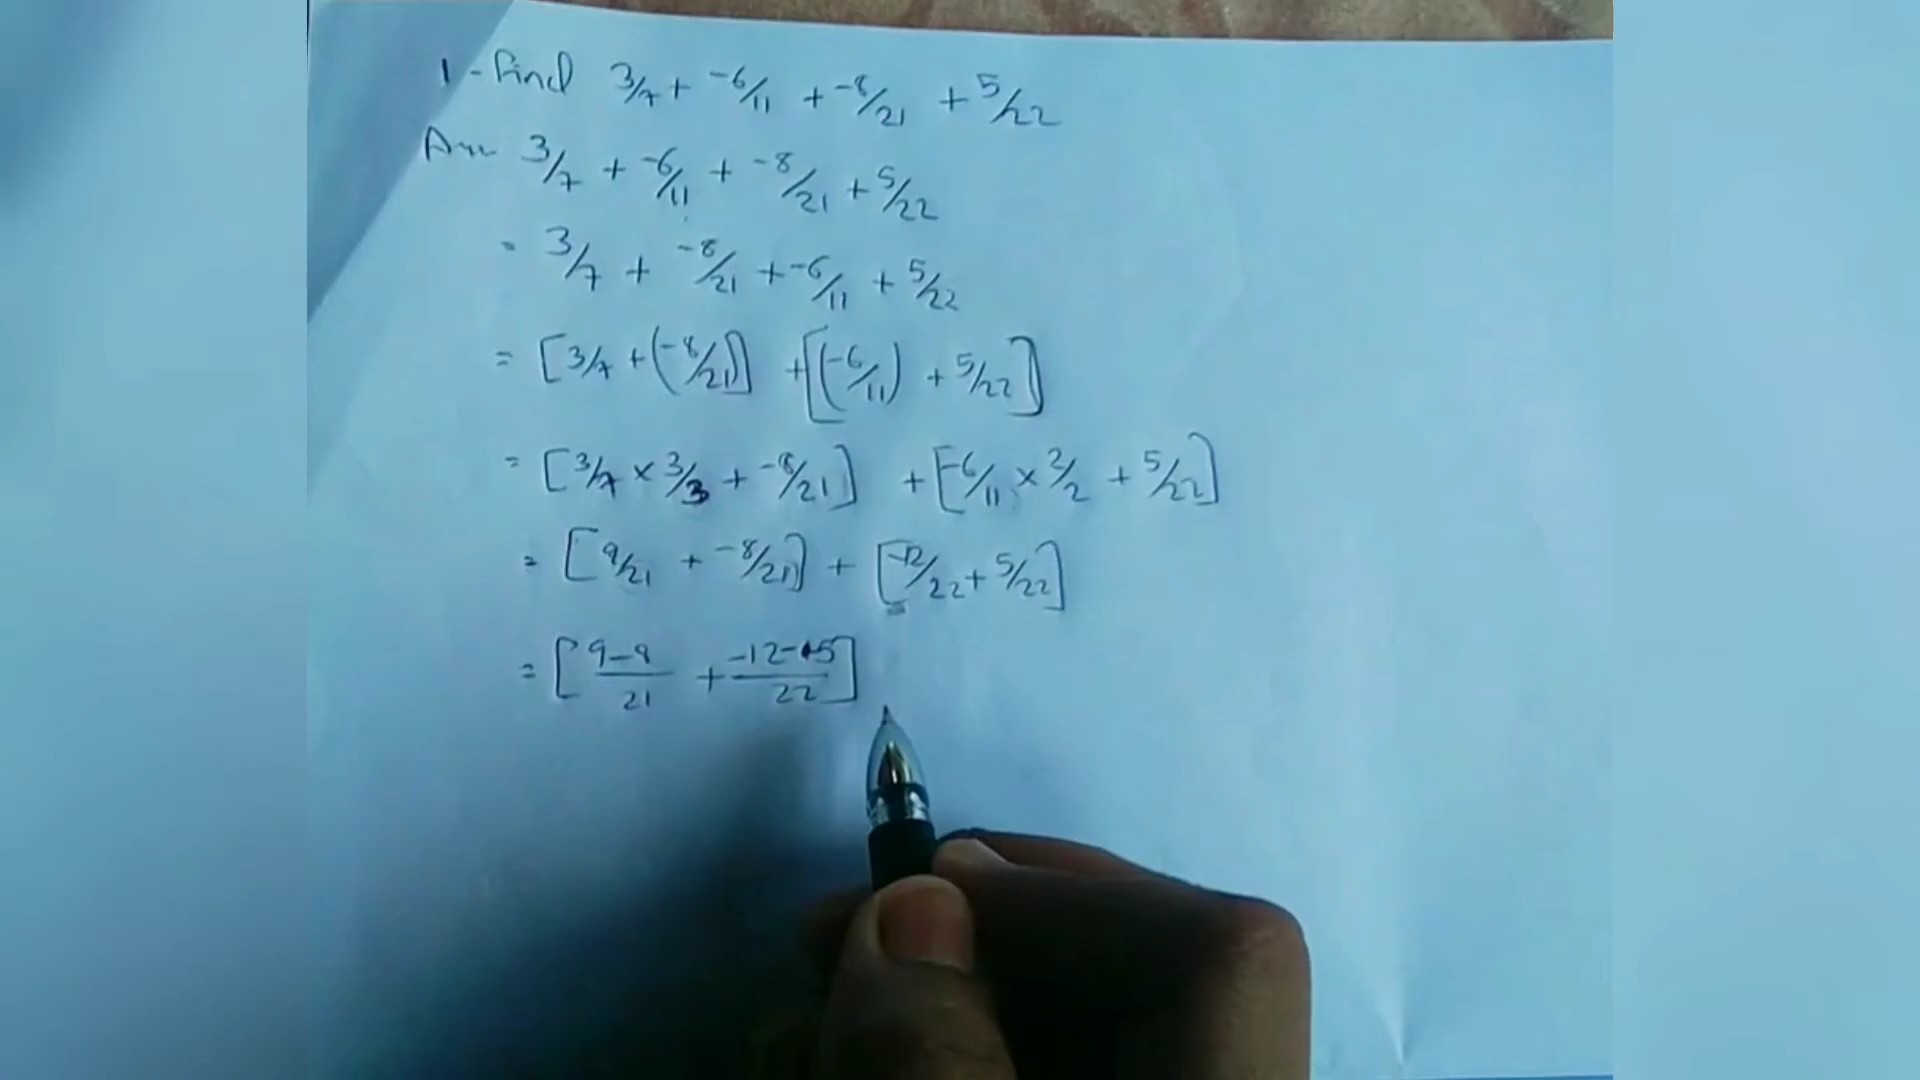 1 - Find 3/7 + -6/11 + -8/21 + 5/22
Ans 3/7 + -6/11 + -8/21 + 5/22
= 3/7 + -8/21 + -6/11 + 5/22
= [3/7 + (-8/21)] + [(-6/11) + 5/22]
= [3/7 × 3/3 + -8/21] + [-6/11 × 2/2 + 5/22]
= [9/21 + -8/21] + [-12/22 + 5/22]
= [9-8/21 + -12+5/22]